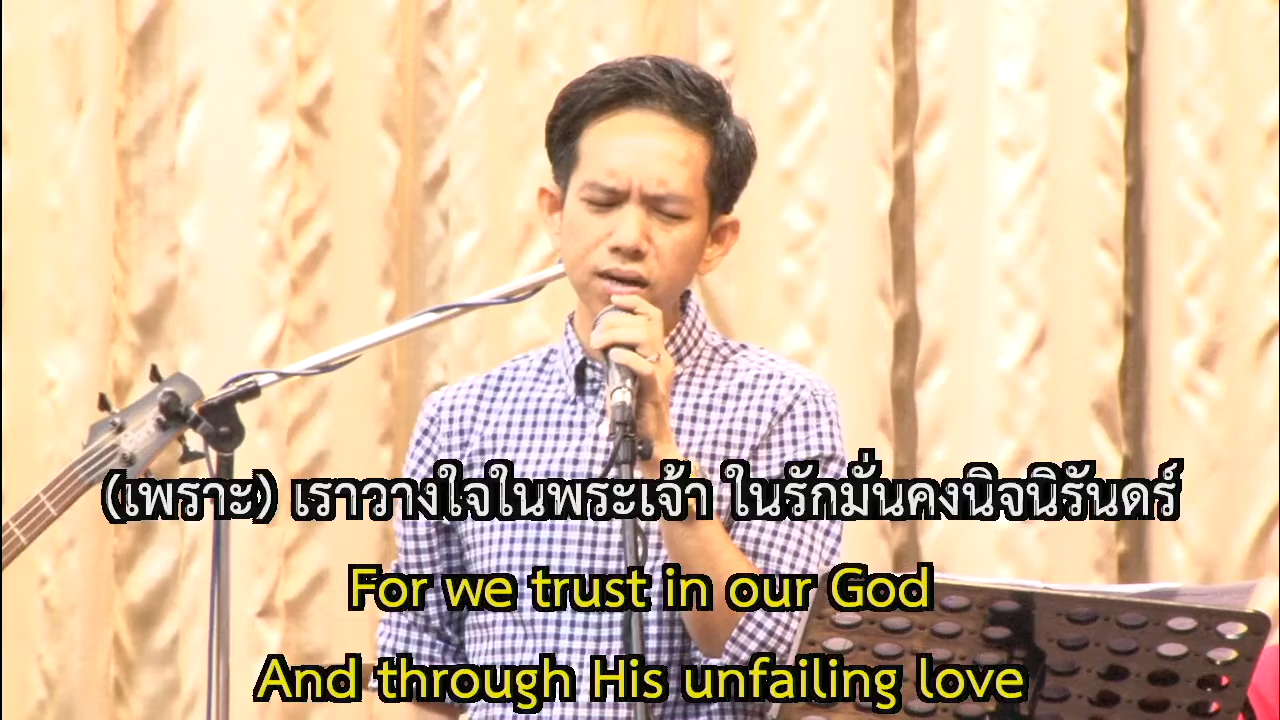 (เพราะ) เราวางใจในพระเจ้า ในรักมั่นคงนิจนิรันดร์
For we trust in our God
And through His unfailing love